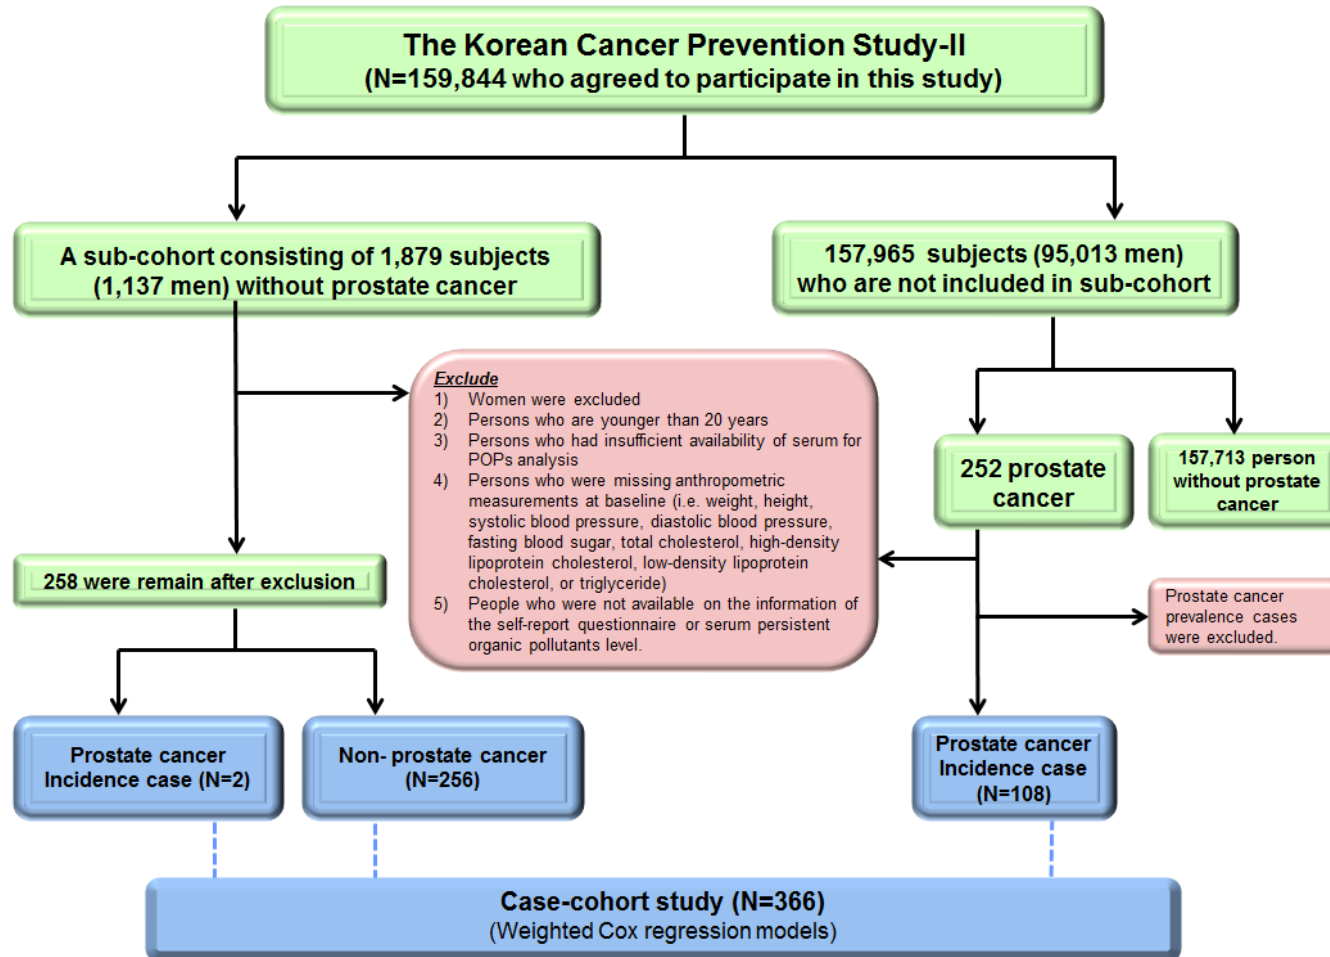 The Korean Cancer Prevention Study-II
(N=159,844 who agreed to participate in this study)
A sub-cohort consisting of 1,879 subjects
(1,137 men) without prostate cancer
157,965 subjects (95,013 men)
who are not included in sub-cohort
Exclude
1) Women were excluded
2) Persons who are younger than 20 years
3) Persons who had insufficient availability of serum for
POPs analysis
4) Persons who were missing anthropometric
measurements at baseline (i.e. weight, height,
systolic blood pressure, diastolic blood pressure,
fasting blood sugar, total cholesterol, high-density
lipoprotein cholesterol, low-density lipoprotein
cholesterol, or triglyceride)
5) People who were not available on the information of
the self-report questionnaire or serum persistent
organic pollutants level.
252 prostate
cancer
157,713 person
without prostate
cancer
258 were remain after exclusion
Prostate cancer
prevalence cases
were excluded.
Prostate cancer
Incidence case (N=2)
Non- prostate cancer
(N=256)
Prostate cancer
Incidence case
(N=108)
Case-cohort study (N=366)
(Weighted Cox regression models)